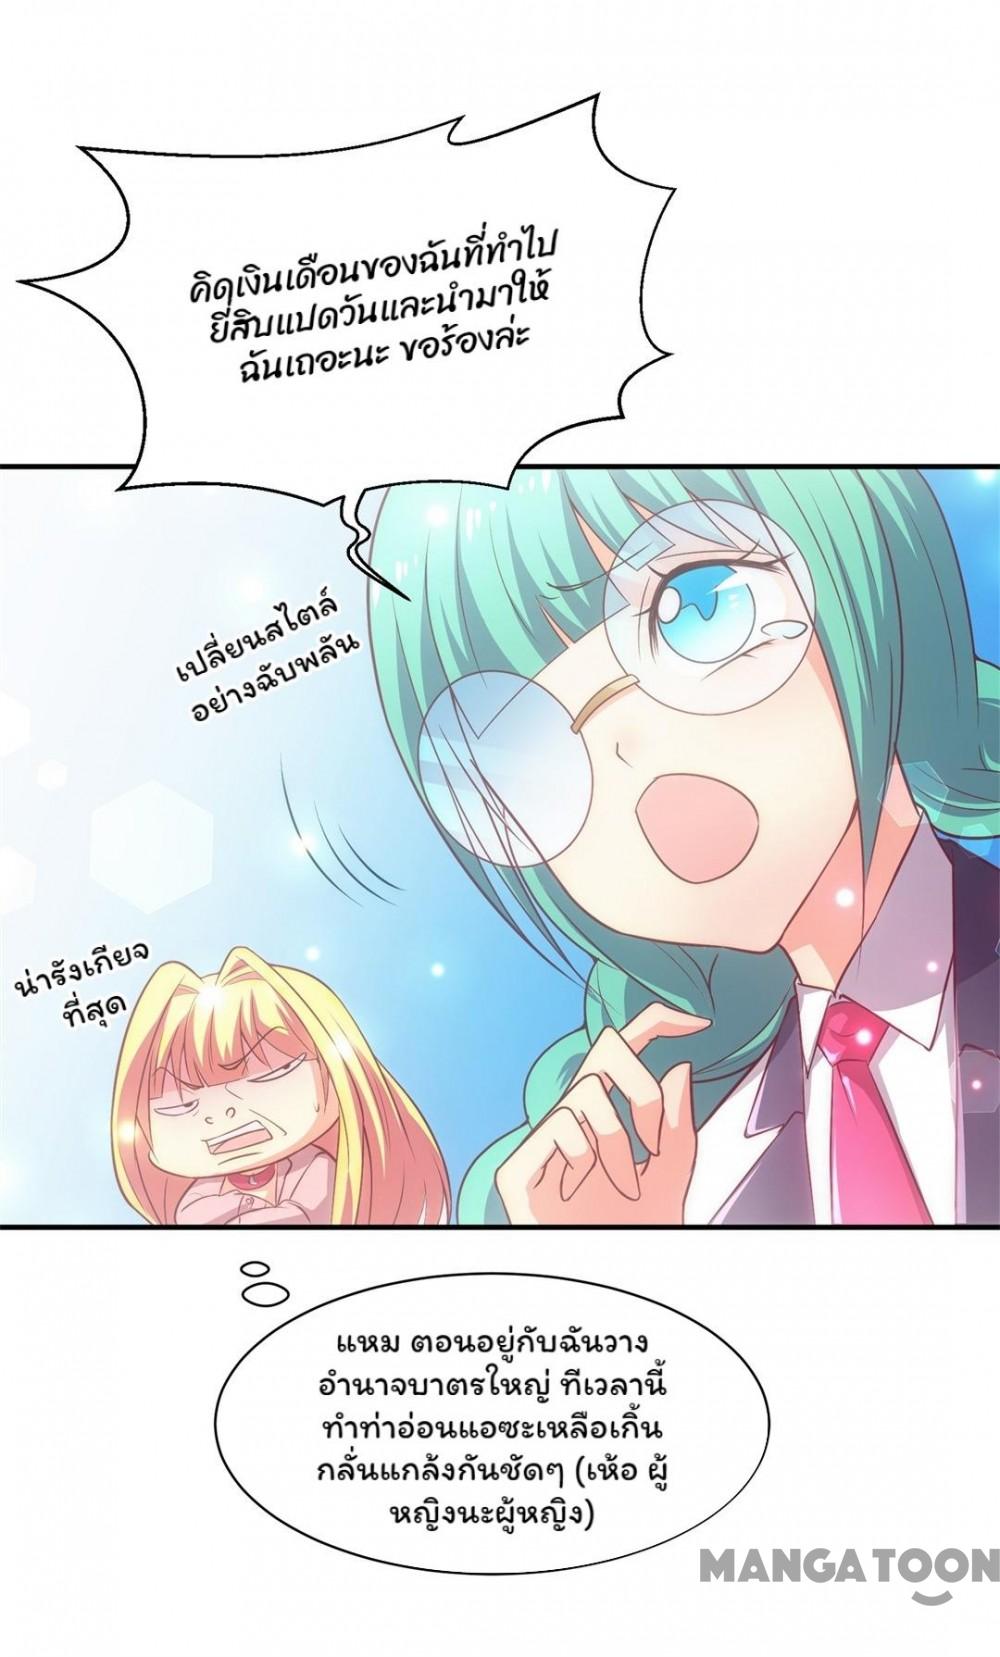 คิดเงินเดือนของฉันที่ทำไป
ยี่สิบแปดวันและนำมาให้
ฉันเถอะนะ ขอร้องล่ะ
เปลี่ยนสไตล์
อย่างฉับพลัน
น่ารังเกียจ
ที่สุด
แหม ตอนอยู่กับฉันวาง
อำนาจบาตรใหญ่ ทีเวลานี้
ทำท่าอ่อนแอซะเหลือเกิ้น
กลั่นแกล้งกันชัดๆ (เห้อ ผู้
หญิงนะผู้หญิง)
MANGATOON